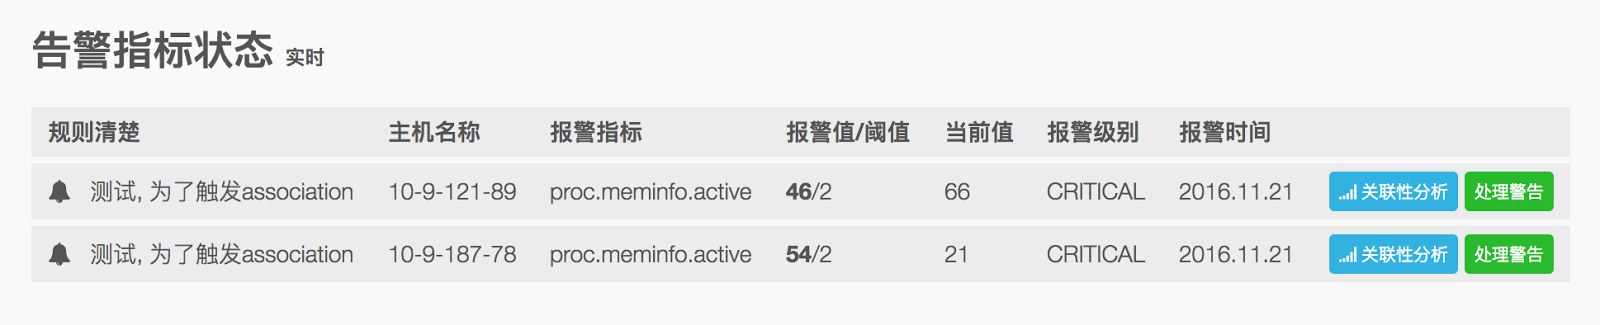 告警指标状态 实时
规则清楚 主机名称 报警指标 报警值/阈值 当前值 报警级别 报警时间
测试, 为了触发association 10-9-121-89 proc.meminfo.active 46/2 66 CRITICAL 2016.11.21 关联性分析 处理警告
测试, 为了触发association 10-9-187-78 proc.meminfo.active 54/2 21 CRITICAL 2016.11.21 关联性分析 处理警告